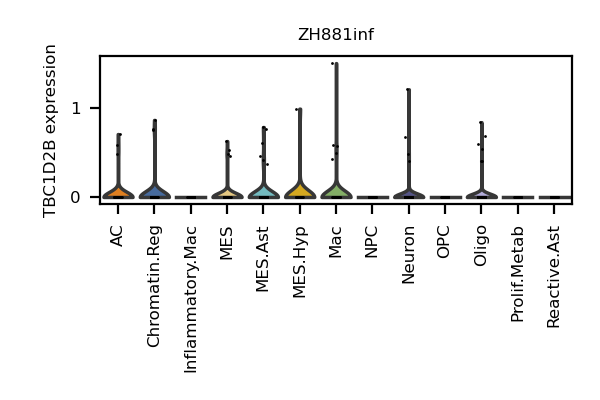 ZH881inf
TBC1D2B expression
1
0
AC
Chromatin.Reg
Inflammatory.Mac
MES
MES.Ast
MES.Hyp
Mac
NPC
Neuron
OPC
Oligo
Prolif.Metab
Reactive.Ast